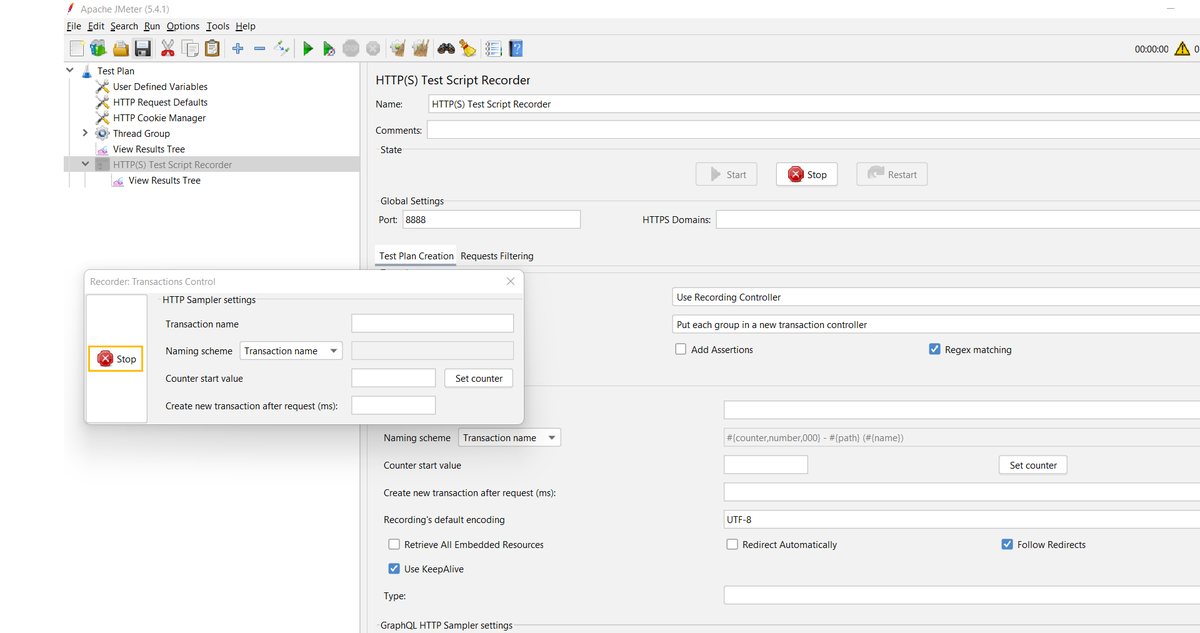 Apache JMeter (5.4.1)
File Edit Search Run Options Tools Help
00:00:00 0
Test Plan
User Defined Variables
HTTP Request Defaults
HTTP Cookie Manager
Thread Group
View Results Tree
HTTP(S) Test Script Recorder
View Results Tree
HTTP(S) Test Script Recorder
Name: HTTP(S) Test Script Recorder
Comments:
State
Start Stop Restart
Global Settings
Port: 8888 HTTPS Domains:
Test Plan Creation Requests Filtering
Use Recording Controller
Put each group in a new transaction controller
Add Assertions Regex matching
Recorder: Transactions Control
HTTP Sampler settings
Transaction name
Stop
Naming scheme Transaction name
Counter start value Set counter
Create new transaction after request (ms):
Naming scheme Transaction name #{counter,number,000} - #{path} (#{name})
Counter start value Set counter
Create new transaction after request (ms):
Recording's default encoding UTF-8
Retrieve All Embedded Resources Redirect Automatically Follow Redirects
Use KeepAlive
Type:
GraphQL HTTP Sampler settings